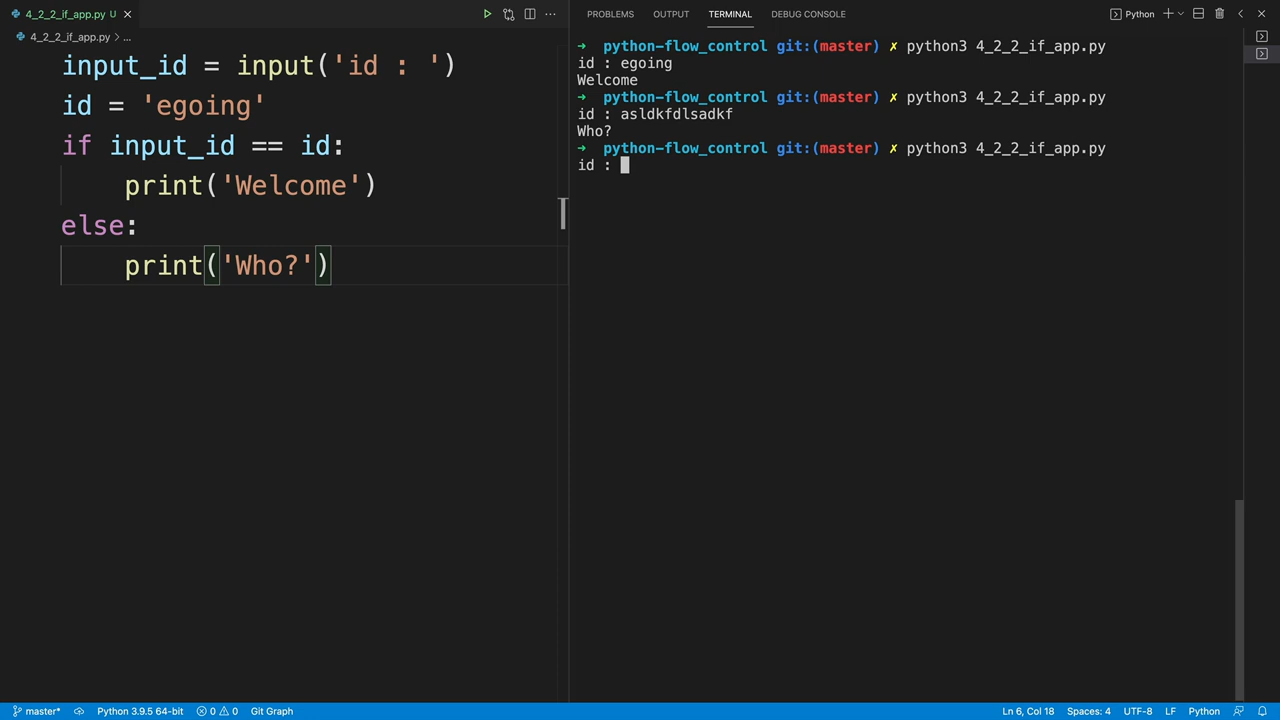 4_2_2_if_app.py U
4_2_2_if_app.py > ...
input_id = input('id : ')
id = 'egoing'
if input_id == id:
    print('Welcome')
else:
    print('Who?')
PROBLEMS OUTPUT TERMINAL DEBUG CONSOLE Python
➜ python-flow_control git:(master) ✗ python3 4_2_2_if_app.py
id : egoing
Welcome
➜ python-flow_control git:(master) ✗ python3 4_2_2_if_app.py
id : asldkfdlsadkf
Who?
➜ python-flow_control git:(master) ✗ python3 4_2_2_if_app.py
id :
master* Python 3.9.5 64-bit 0 0 Git Graph Ln 6, Col 18 Spaces: 4 UTF-8 LF Python